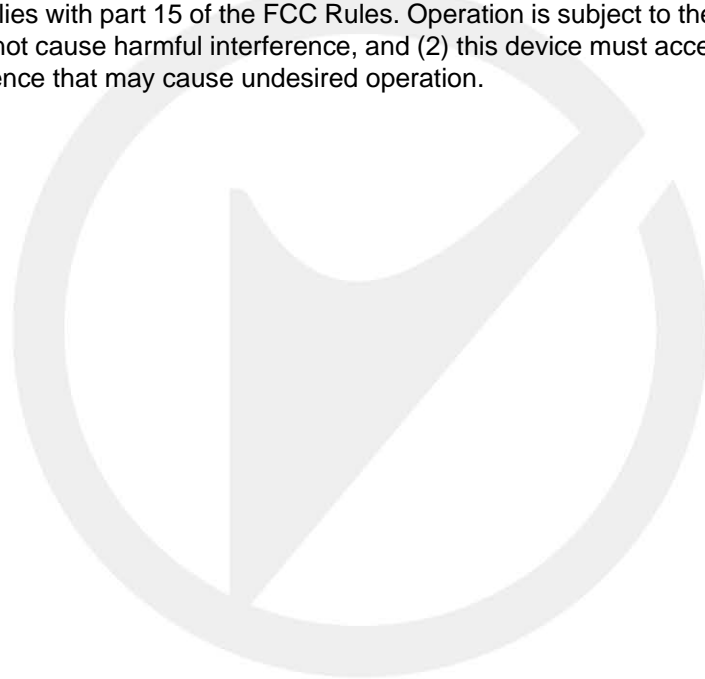 lies with part 15 of the FCC Rules. Operation is subject to the
not cause harmful interference, and (2) this device must acce
ence that may cause undesired operation.